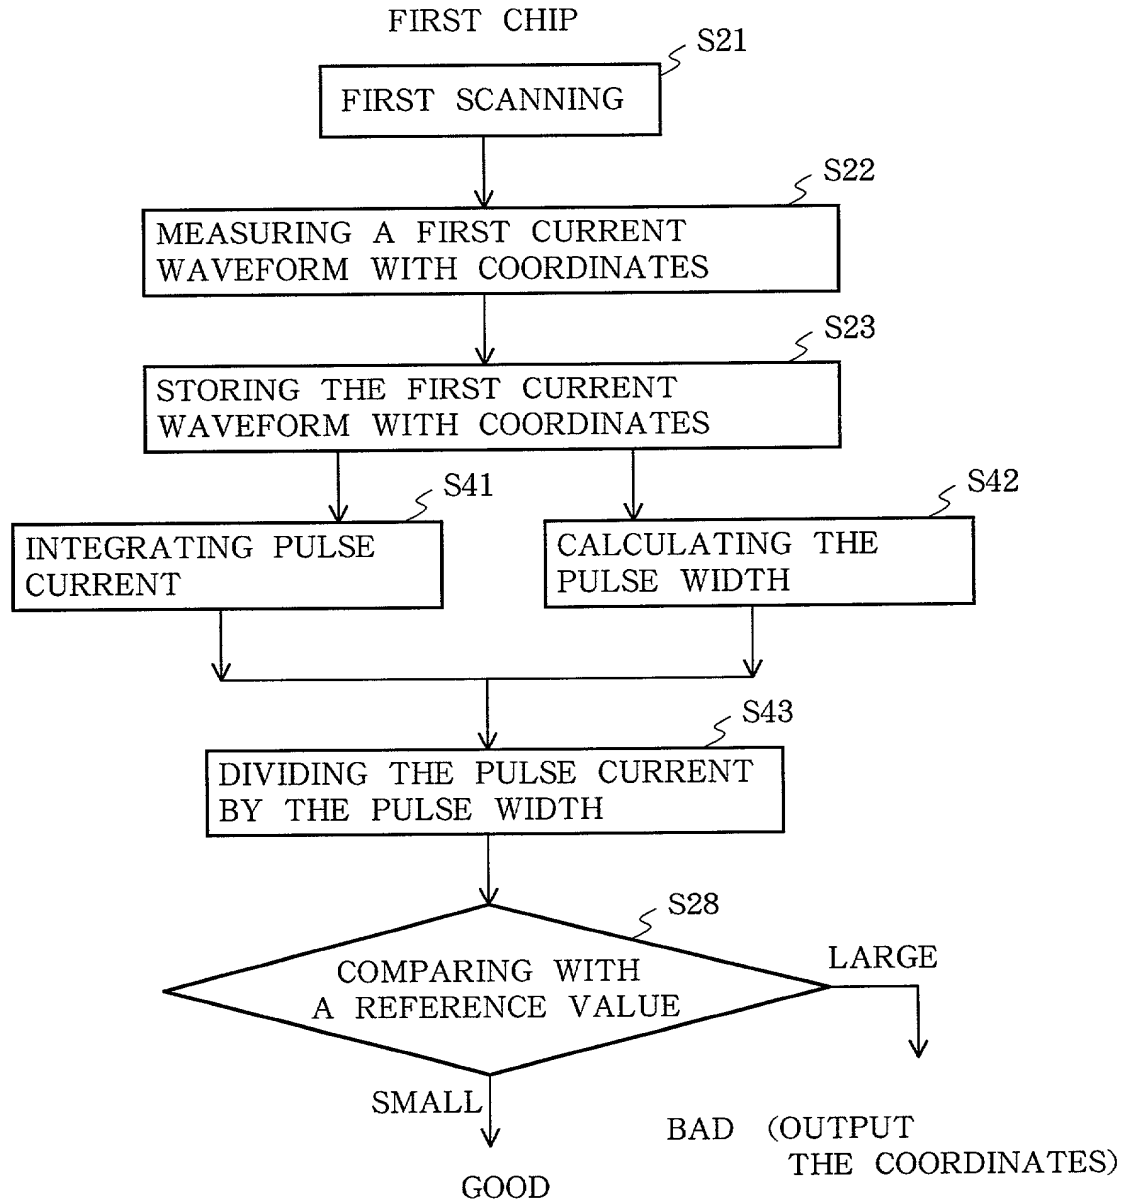 FIRST CHIP
S21
FIRST SCANNING
S22
MEASURING A FIRST CURRENT
WAVEFORM WITH COORDINATES
S23
STORING THE FIRST CURRENT
WAVEFORM WITH COORDINATES
S41
INTEGRATING PULSE
CURRENT
S42
CALCULATING THE
PULSE WIDTH
S43
DIVIDING THE PULSE CURRENT
BY THE PULSE WIDTH
S28
COMPARING WITH
A REFERENCE VALUE
LARGE
SMALL
BAD (OUTPUT
THE COORDINATES)
GOOD